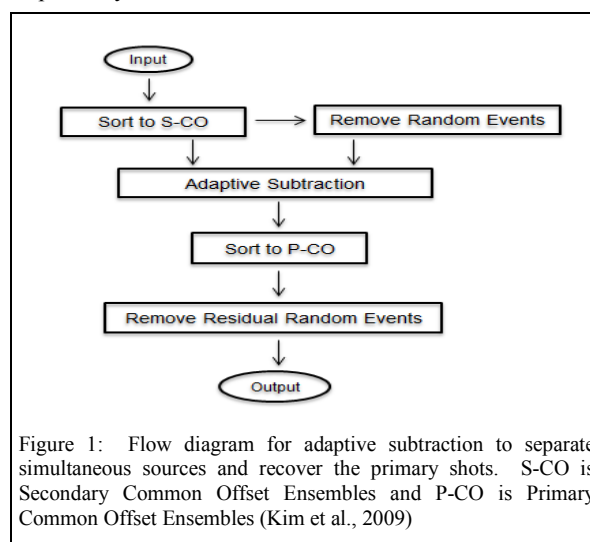 Input
Sort to S-CO
Remove Random Events
Adaptive Subtraction
Sort to P-CO
Remove Residual Random Events
Output
Figure 1: Flow diagram for adaptive subtraction to separate
simultaneous sources and recover the primary shots. S-CO is
Secondary Common Offset Ensembles and P-CO is Primary
Common Offset Ensembles (Kim et al., 2009)